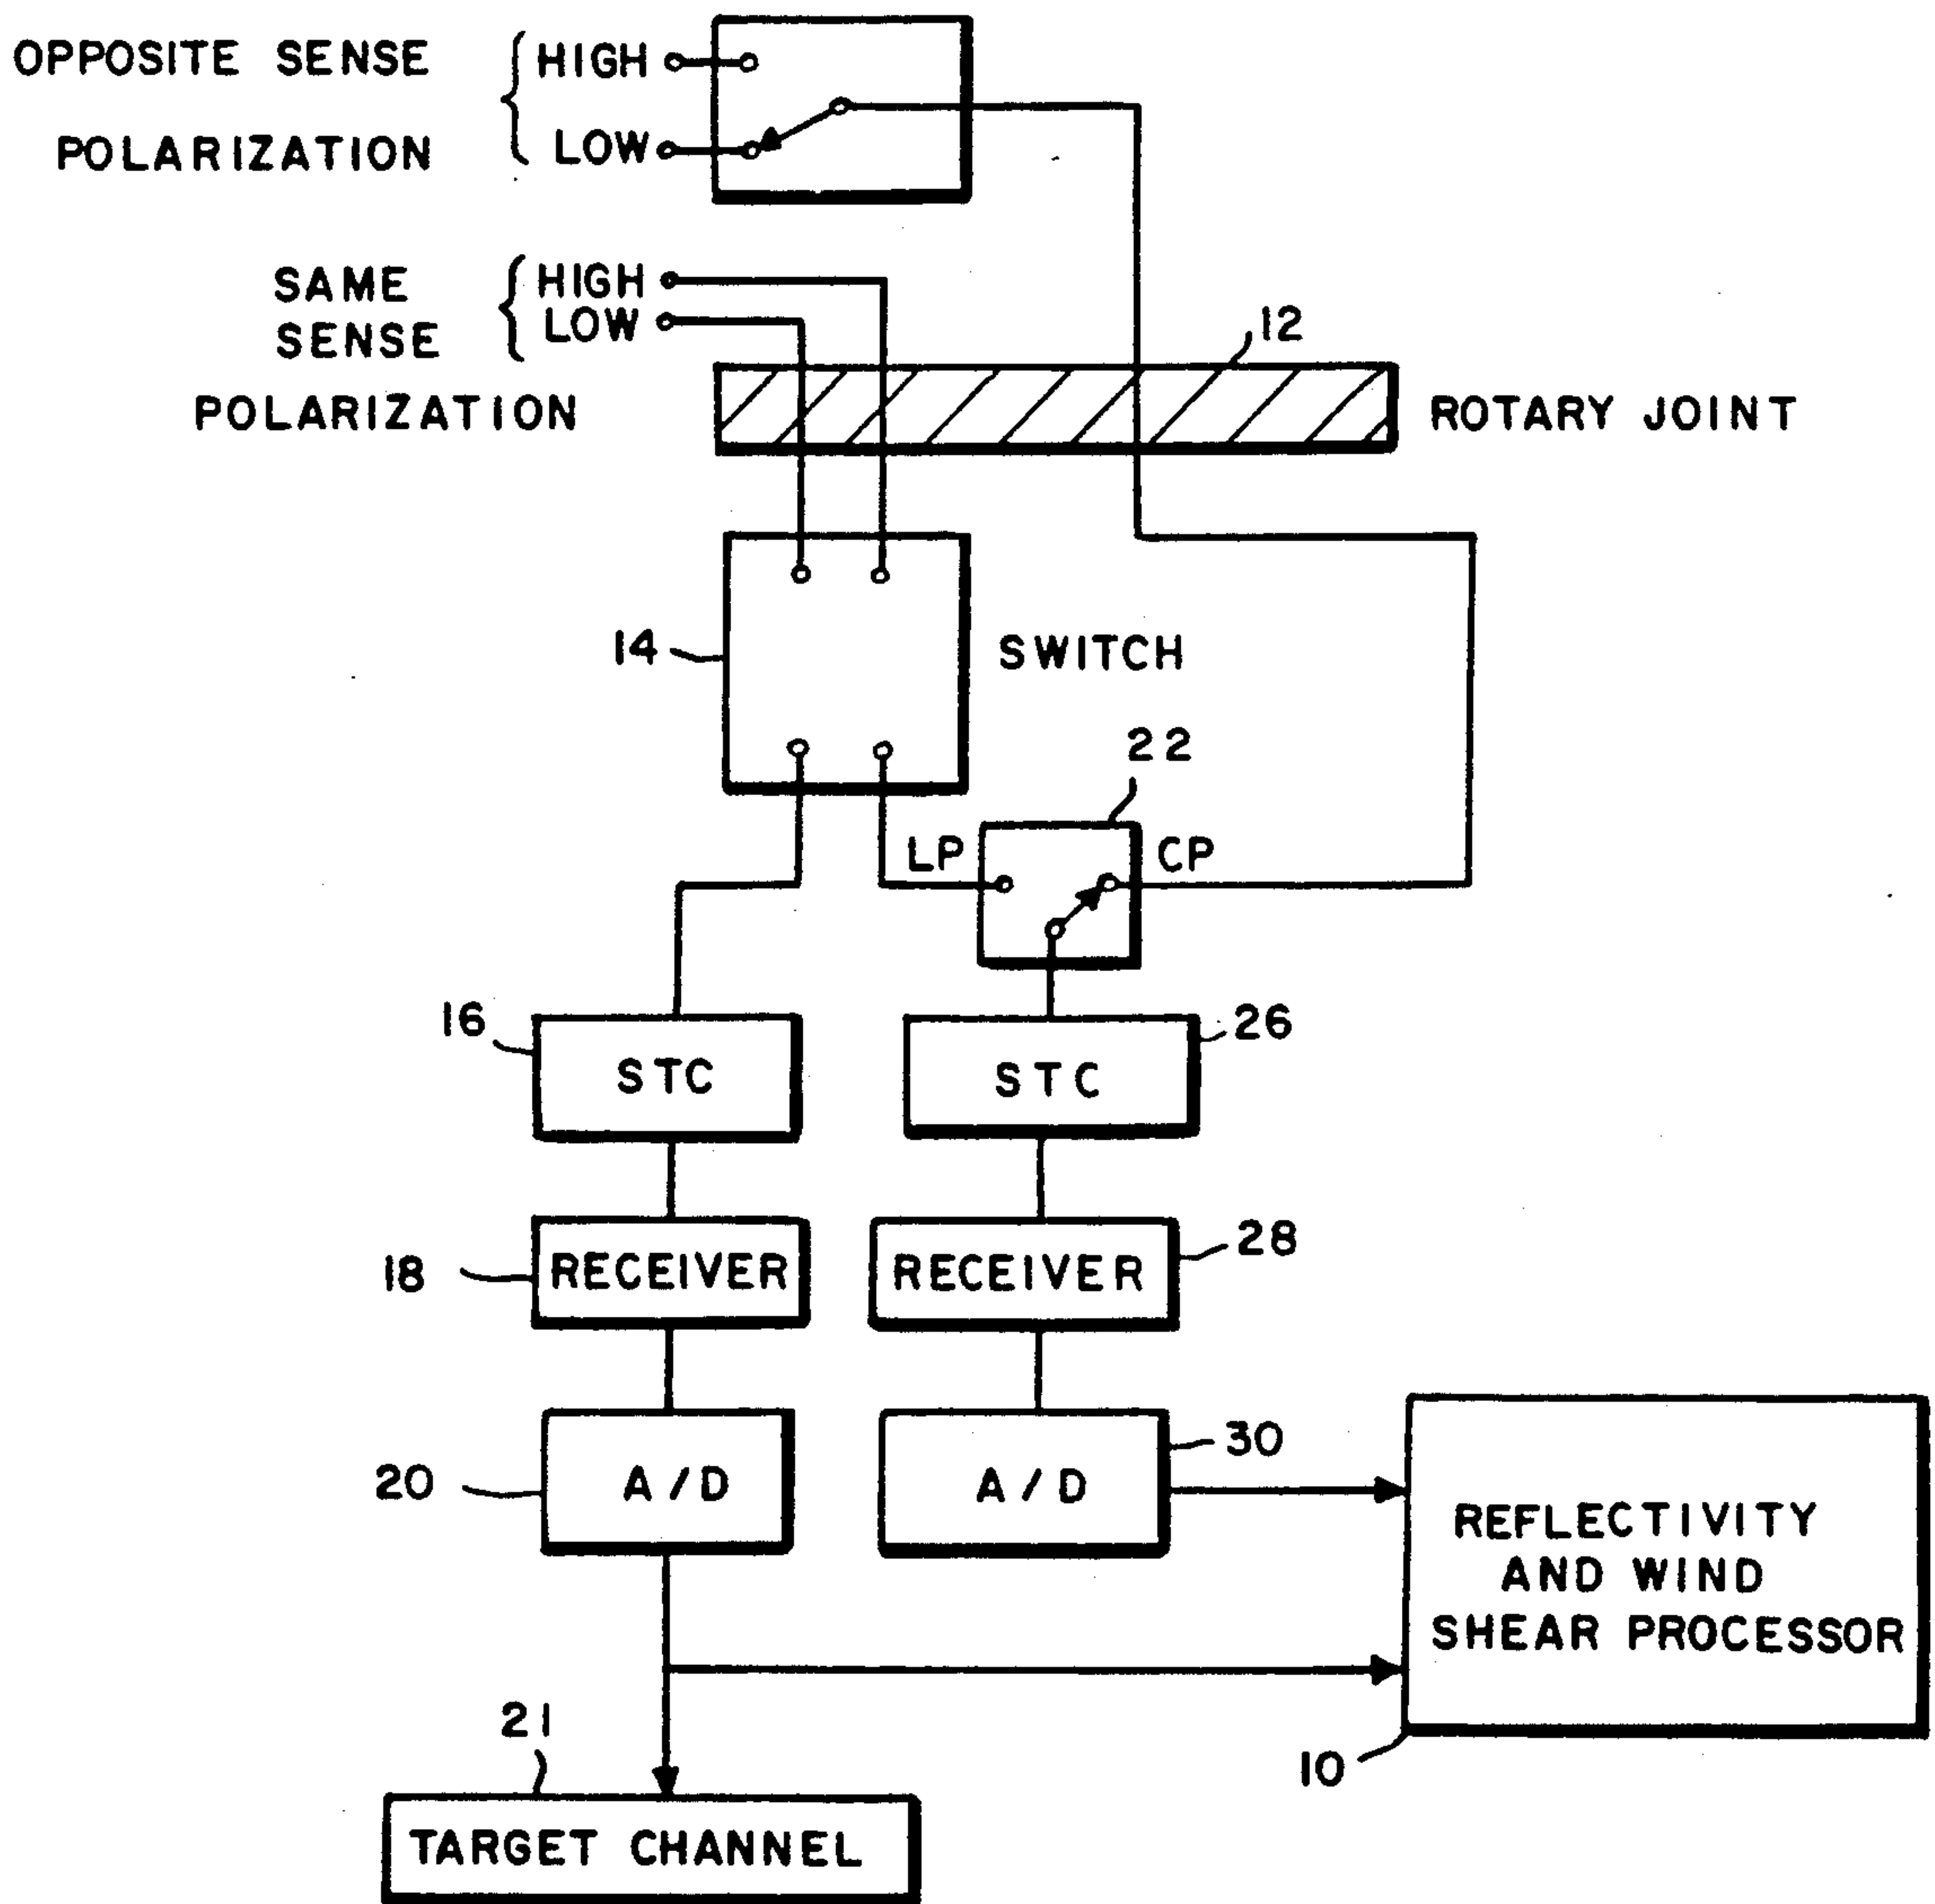 OPPOSITE SENSE
POLARIZATION
HIGH
LOW
SAME
SENSE
POLARIZATION
HIGH
LOW
12
ROTARY JOINT
14
SWITCH
22
LP
CP
16
STC
26
STC
18
RECEIVER
28
RECEIVER
20
A/D
30
A/D
REFLECTIVITY
AND WIND
SHEAR PROCESSOR
10
21
TARGET CHANNEL